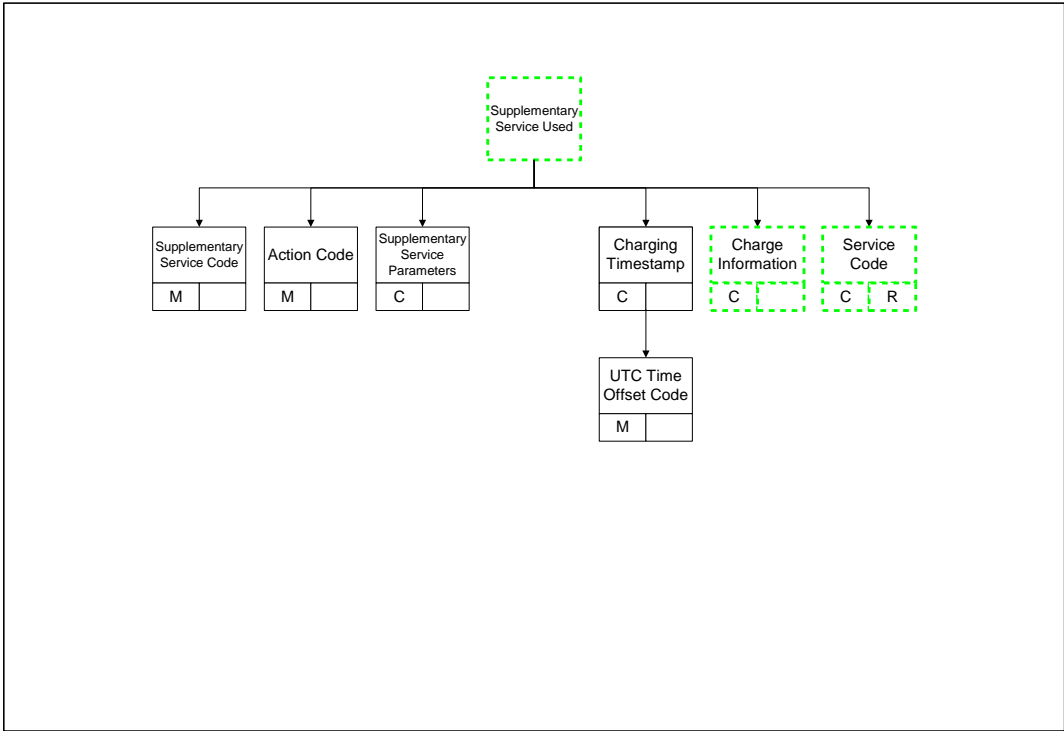 Supplementary
Service Used
Supplementary
Service Code
M
Action Code
M
Supplementary
Service
Parameters
C
Charging
Timestamp
C
Charge
Information
C
Service
Code
C R
UTC Time
Offset Code
M